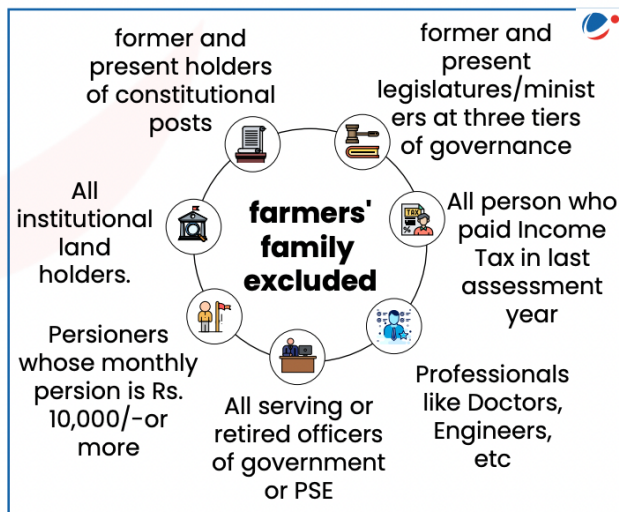 former and
present holders
of constitutional
posts
former and
present
legislatures/minist
ers at three tiers
of governance
All
institutional
land
holders.
farmers'
family
excluded
TAX
%
All person who
paid Income
Tax in last
assessment
year
Persioners
whose monthly
persion is Rs.
10,000/-or
more
All serving or
retired officers
of government
or PSE
Professionals
like Doctors,
Engineers,
etc